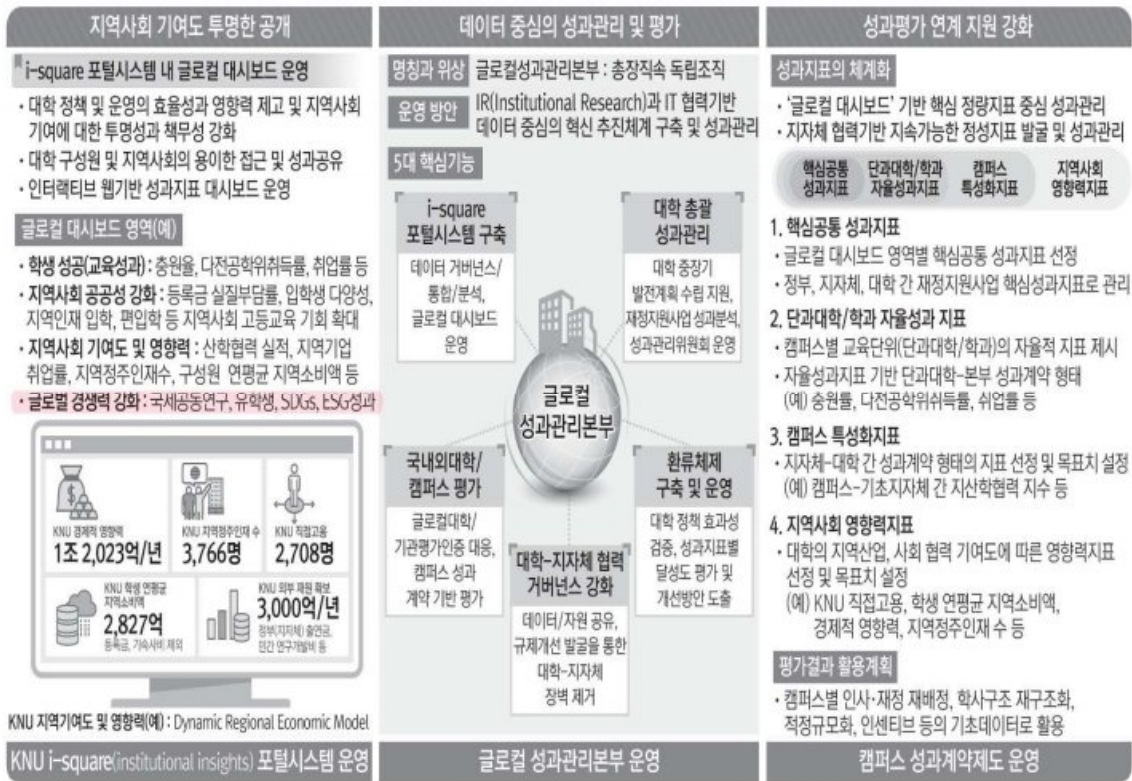 지역사회 기여도 투명한 공개
i-square 포털시스템 내 글로컬 대시보드 운영
· 대학 정책 및 운영의 효율성과 영향력 제고 및 지역사회
기여에 대한 투명성과 책무성 강화
· 대학 구성원 및 지역사회의 용이한 접근 및 성과공유
· 인터랙티브 웹기반 성과지표 대시보드 운영
글로컬 대시보드 영역(예)
· 학생 성공(교육성과) : 충원율, 다전공학위취득률, 취업률 등
· 지역사회 공공성 강화 : 등록금 실질부담률, 입학생 다양성,
지역인재 입학, 편입학 등 지역사회 고등교육 기회 확대
· 지역사회 기여도 및 영향력 : 산학협력 실적, 지역기업
취업률, 지역정주인재수, 구성원 연평균 지역소비액 등
· 글로벌 경쟁력 강화 : 국제공동연구, 유학생, SDGs, ESG성과
KNU 경제적 영향력
1조 2,023억/년
KNU 지역정주인재 수
3,766명
KNU 직접고용
2,708명
KNU 학생 연평균
지역소비액
2,827억
등록금, 기숙사비 제외
KNU 외부 재원 확보
3,000억/년
정부(지자체) 출연금,
민간 연구개발비 등
KNU 지역기여도 및 영향력(예) : Dynamic Regional Economic Model
KNU i-square(institutional insights) 포털시스템 운영
데이터 중심의 성과관리 및 평가
명칭과 위상 글로컬성과관리본부 : 총장직속 독립조직
운영 방안 IR(Institutional Research)과 IT 협력기반
데이터 중심의 혁신 추진체계 구축 및 성과관리
5대 핵심기능
i-square
포털시스템 구축
데이터 거버넌스/
통합/분석,
글로컬 대시보드
운영
대학 총괄
성과관리
대학 중장기
발전계획 수립 지원,
재정지원사업 성과분석,
성과관리위원회 운영
글로컬
성과관리본부
국내외대학/
캠퍼스 평가
글로컬대학/
기관평가인증 대응,
캠퍼스 성과
계약 기반 평가
대학-지자체 협력
거버넌스 강화
데이터/자원 공유,
규제개선 발굴을 통한
대학-지자체
장벽 제거
환류체제
구축 및 운영
대학 정책 효과성
검증, 성과지표별
달성도 평가 및
개선방안 도출
글로컬 성과관리본부 운영
성과평가 연계 지원 강화
성과지표의 체계화
· '글로컬 대시보드' 기반 핵심 정량지표 중심 성과관리
· 지자체 협력기반 지속가능한 정성지표 발굴 및 성과관리
핵심공통
성과지표
단과대학/학과
자율성과지표
캠퍼스
특성화지표
지역사회
영향력지표
1. 핵심공통 성과지표
· 글로컬 대시보드 영역별 핵심공통 성과지표 선정
· 정부, 지자체, 대학 간 재정지원사업 핵심성과지표로 관리
2. 단과대학/학과 자율성과 지표
· 캠퍼스별 교육단위(단과대학/학과)의 자율적 지표 제시
· 자율성과지표 기반 단과대학-본부 성과계약 형태
(예) 충원률, 다전공학위취득률, 취업률 등
3. 캠퍼스 특성화지표
· 지자체-대학 간 성과계약 형태의 지표 선정 및 목표치 설정
(예) 캠퍼스-기초지자체 간 지산학협력 지수 등
4. 지역사회 영향력지표
· 대학의 지역산업, 사회 협력 기여도에 따른 영향력지표
선정 및 목표치 설정
(예) KNU 직접고용, 학생 연평균 지역소비액,
경제적 영향력, 지역정주인재 수 등
평가결과 활용계획
· 캠퍼스별 인사·재정 재배정, 학사구조 재구조화,
적정규모화, 인센티브 등의 기초데이터로 활용
캠퍼스 성과계약제도 운영